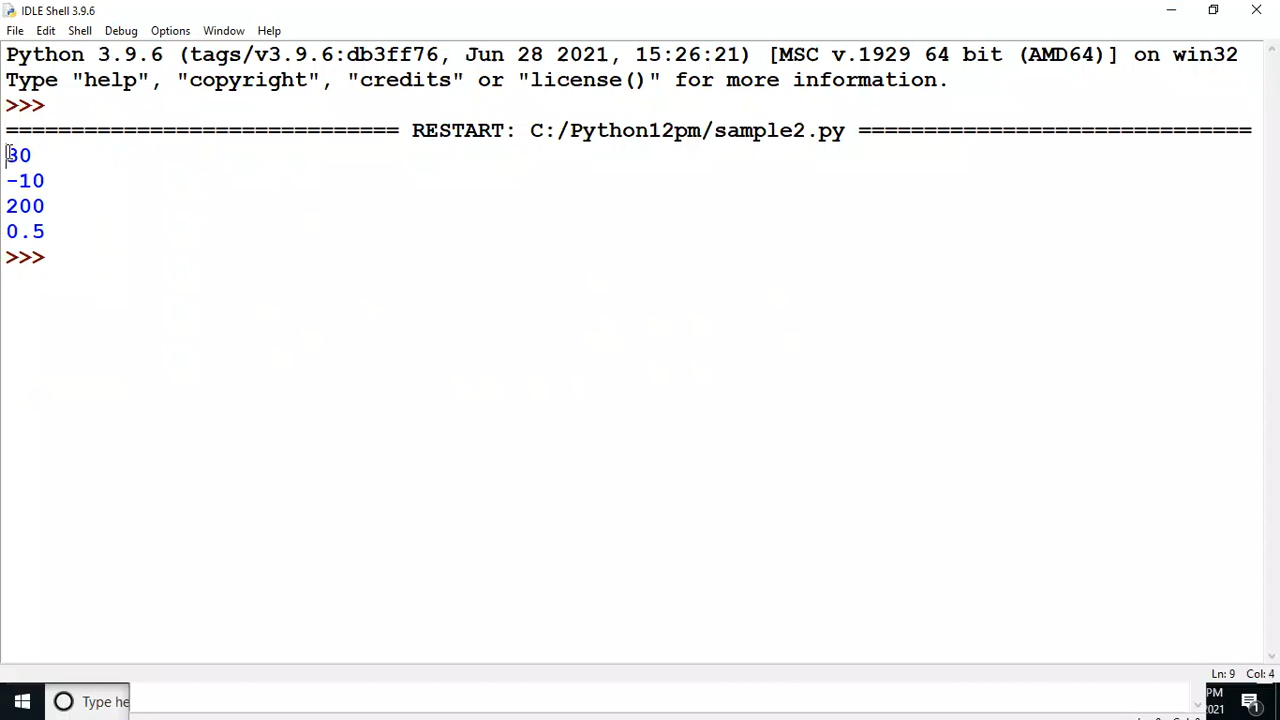 IDLE Shell 3.9.6
File Edit Shell Debug Options Window Help
Python 3.9.6 (tags/v3.9.6:db3ff76, Jun 28 2021, 15:26:21) [MSC v.1929 64 bit (AMD64)] on win32
Type "help", "copyright", "credits" or "license()" for more information.
>>>
============================== RESTART: C:/Python12pm/sample2.py ==============================
30
-10
200
0.5
>>>
Ln: 9 Col: 4
Type he
PM
2021
1